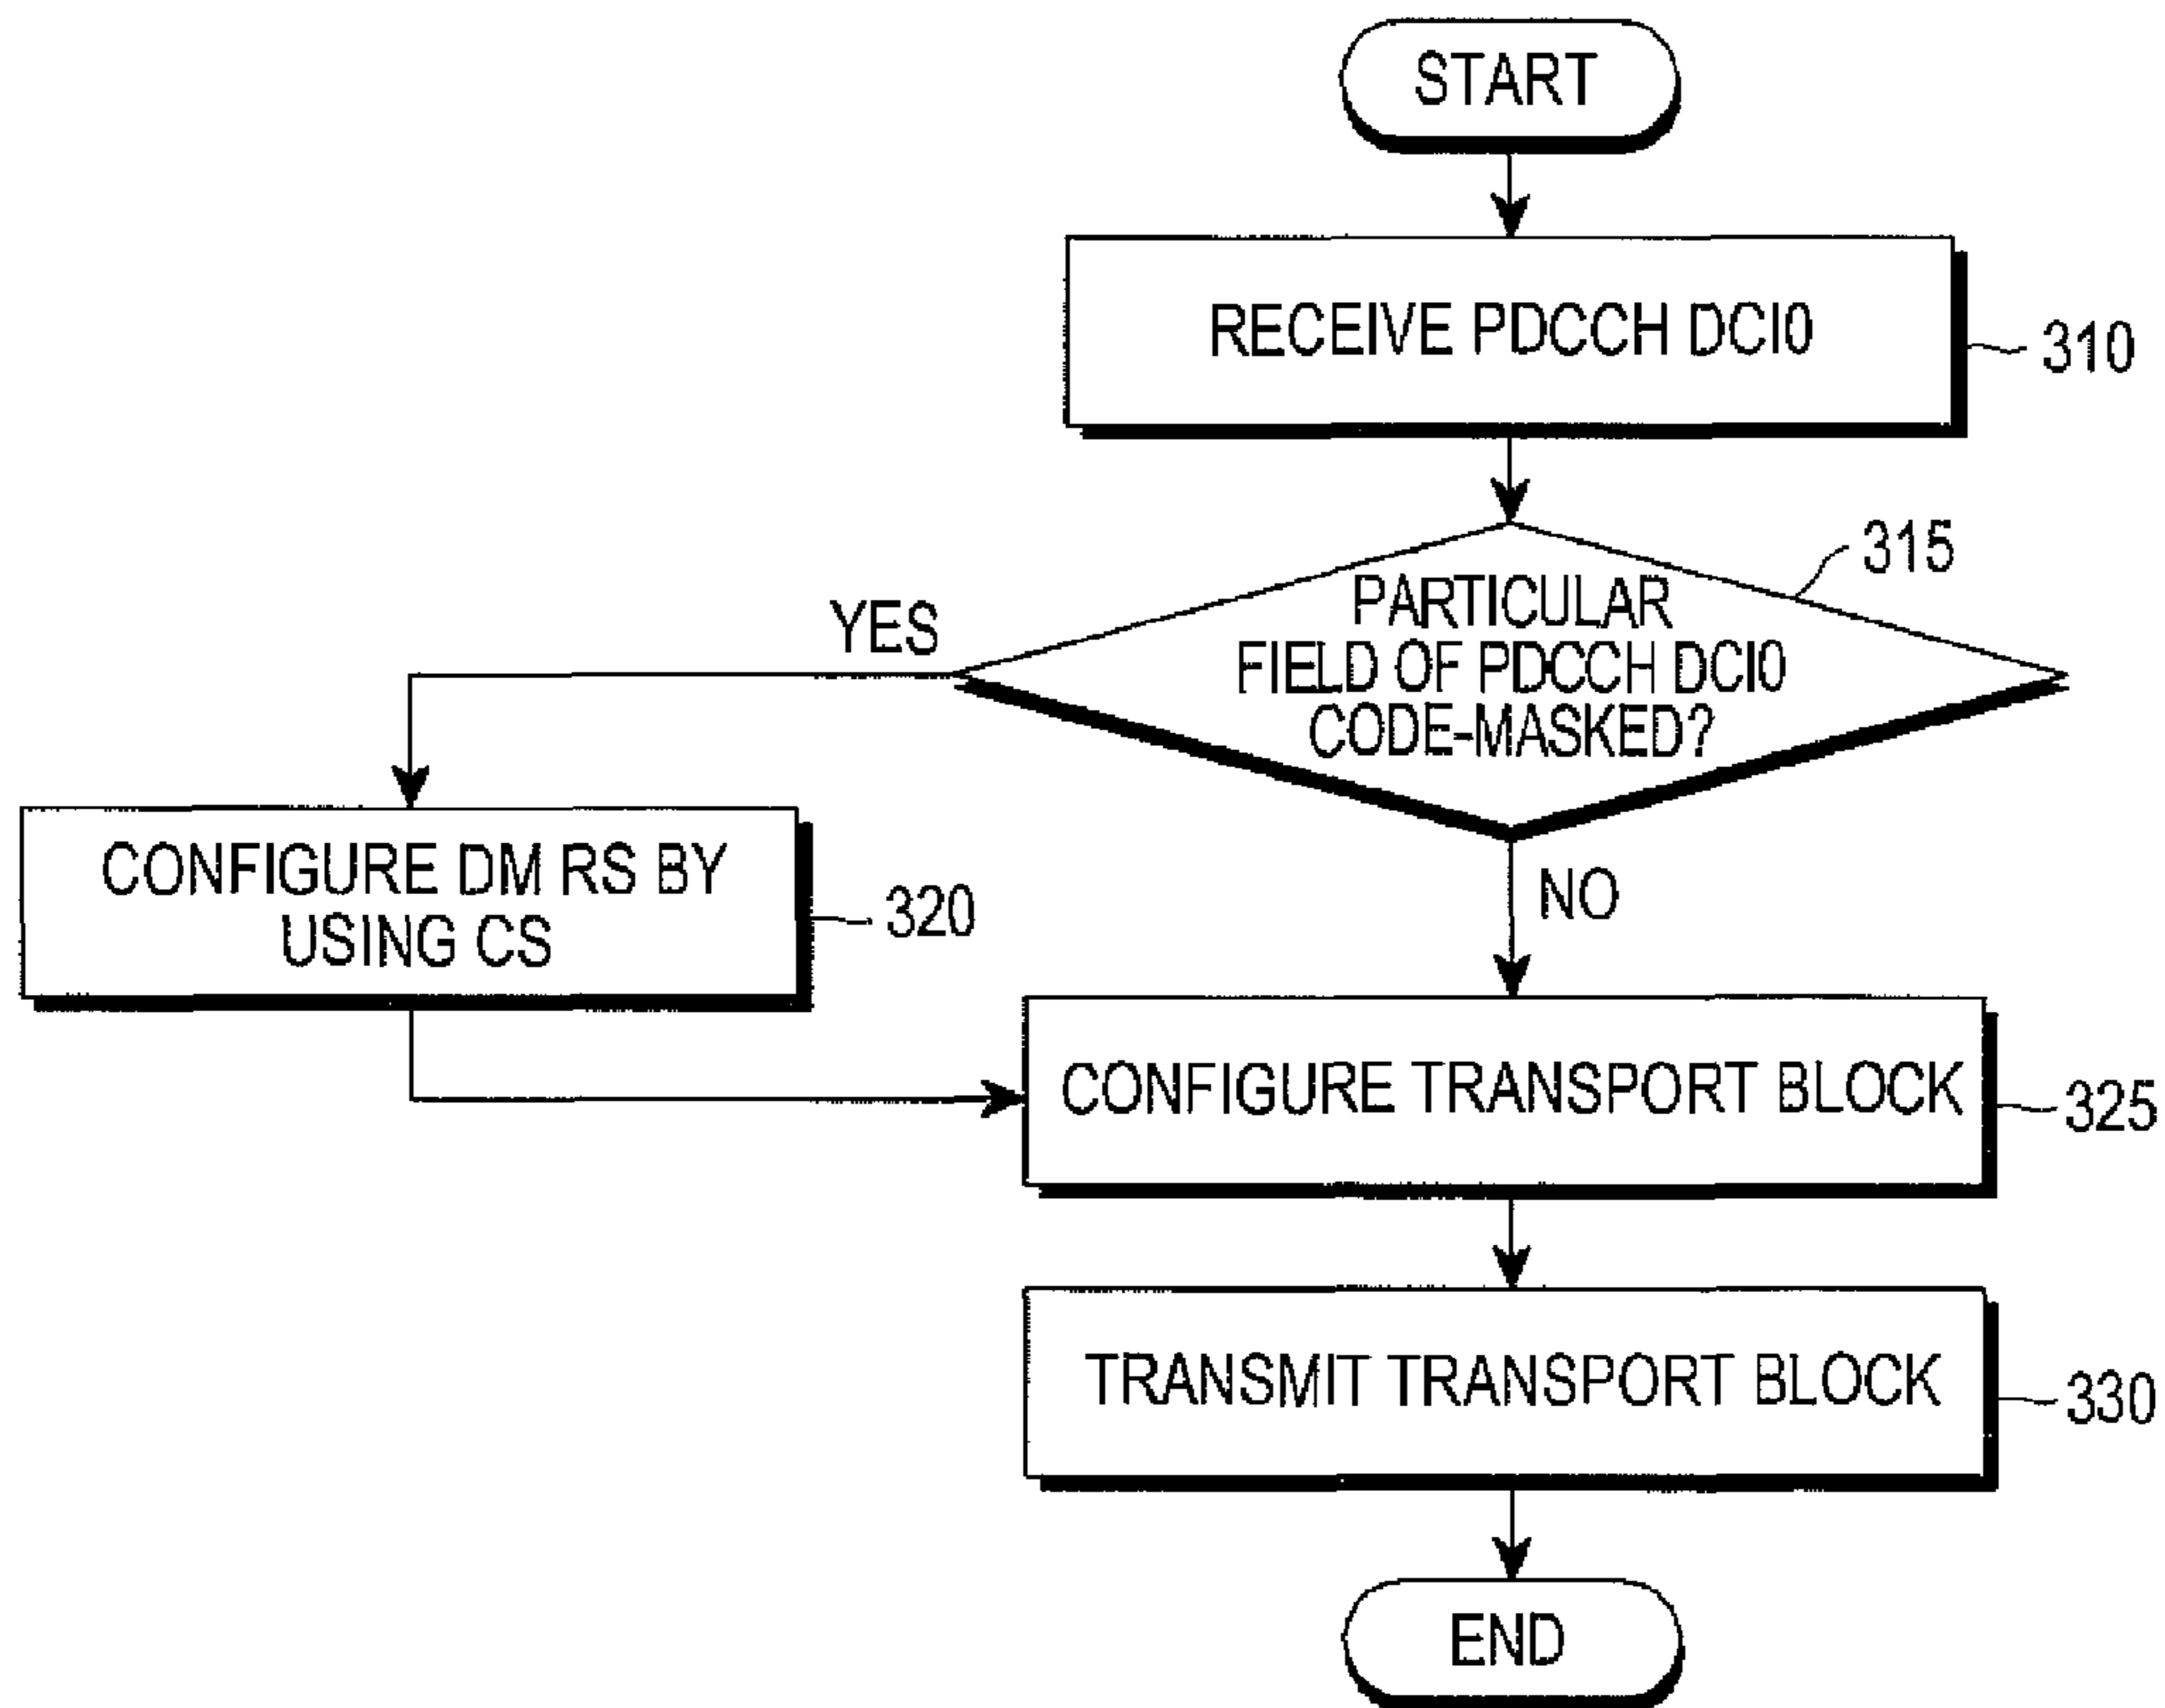 START
RECEIVE PDCCH DCI0
310
315
PARTICULAR
FIELD OF PDCCH DCI0
CODE-MASKED?
YES
NO
CONFIGURE DM RS BY
USING CS
320
CONFIGURE TRANSPORT BLOCK
325
TRANSMIT TRANSPORT BLOCK
330
END